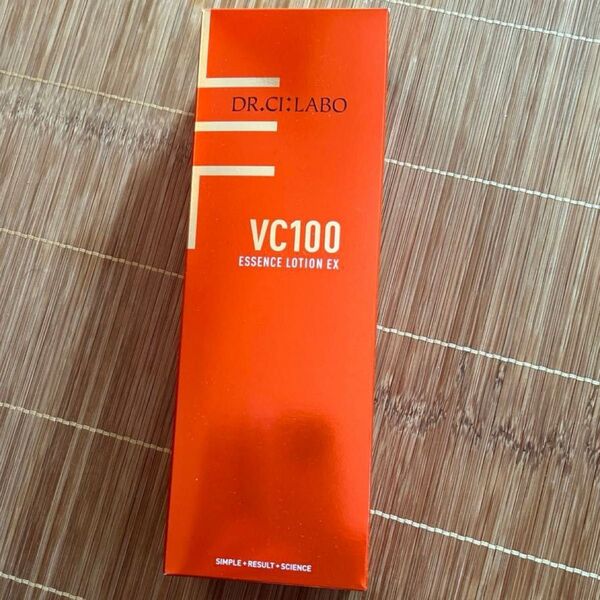 DR.CI:LABO
VC100
ESSENCE LOTION EX
SIMPLE + RESULT + SCIENCE